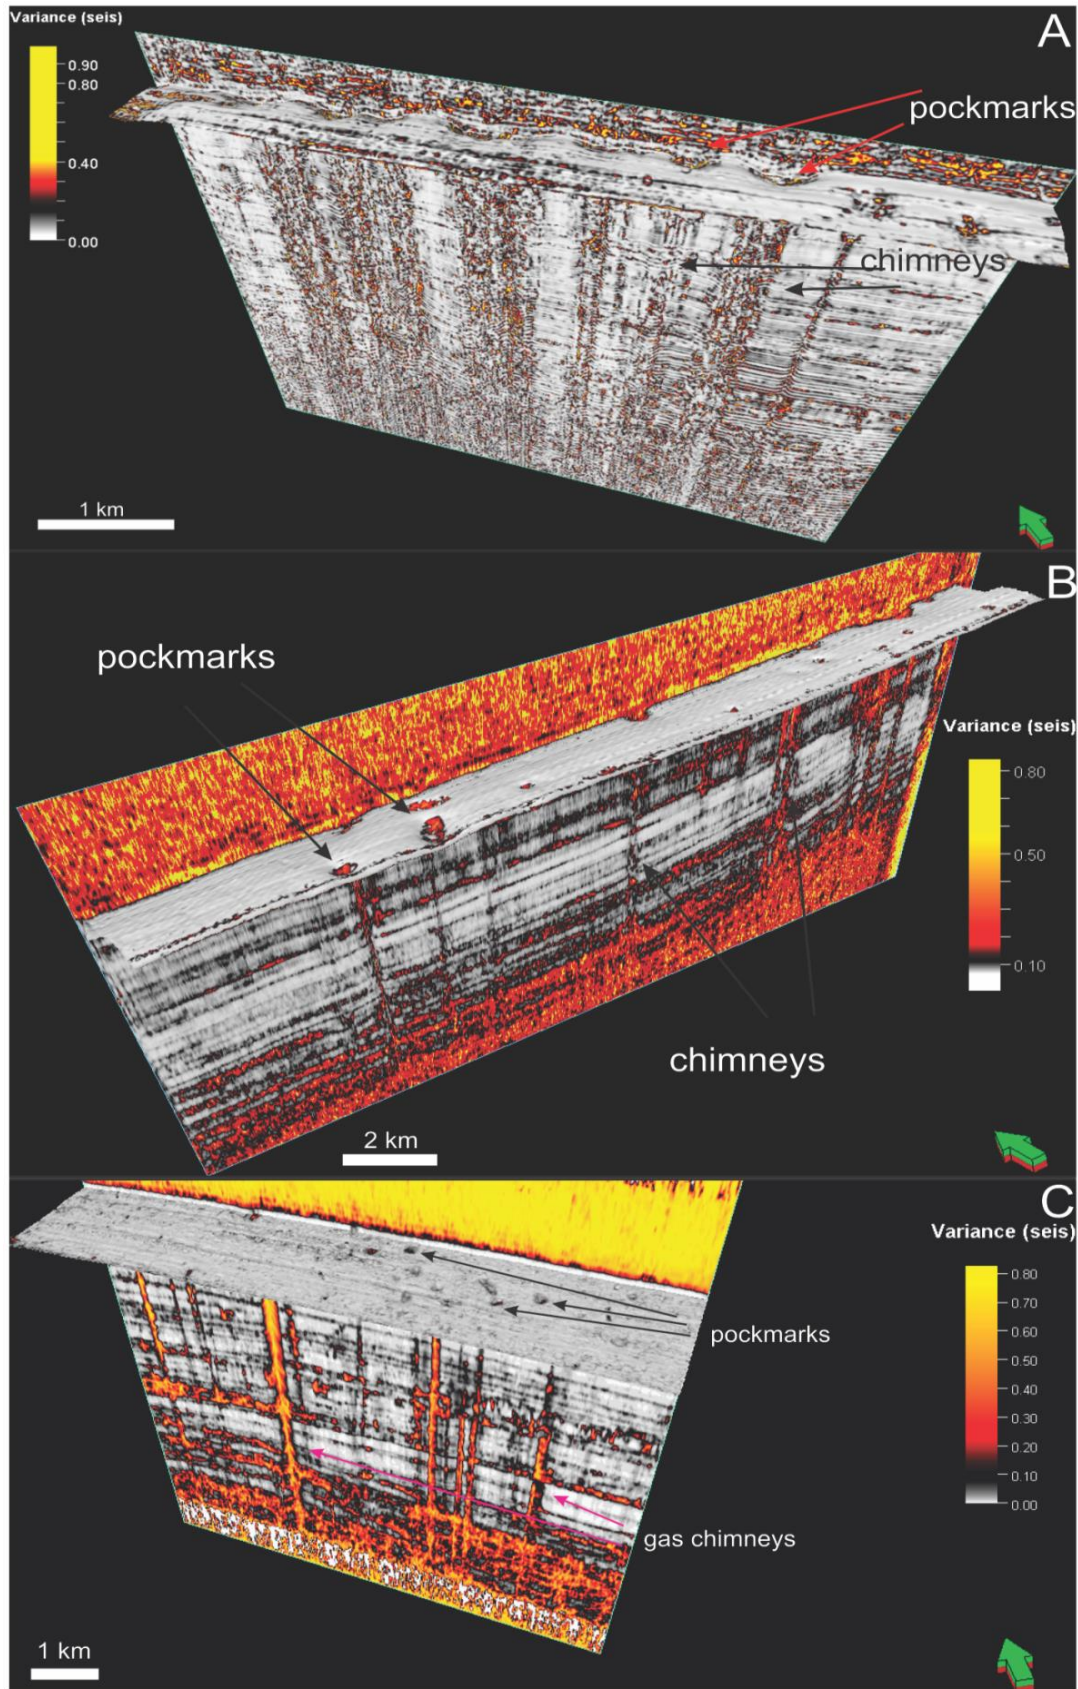 Variance (seis)
A
0.90
0.80
0.40
0.00
pockmarks
chimneys
1 km
B
pockmarks
Variance (seis)
0.80
0.50
0.10
chimneys
2 km
C
Variance (seis)
0.80
0.70
0.60
0.50
0.40
0.30
0.20
0.10
0.00
pockmarks
gas chimneys
1 km